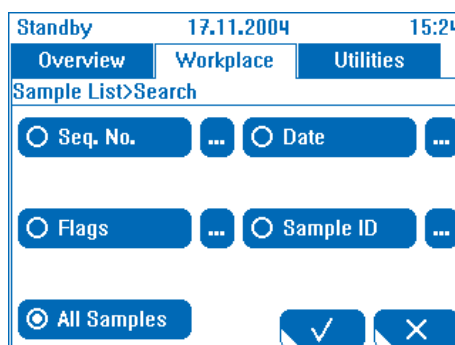 Standby 17.11.2004 15:24
Overview Workplace Utilities
Sample List>Search
Seq. No. ... Date ...
Flags ... Sample ID ...
All Samples